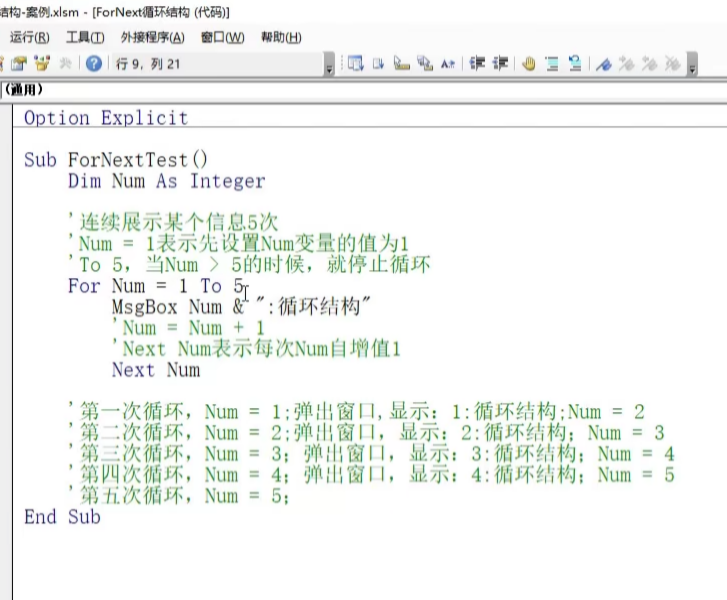 结构-案例.xlsm - [ForNext循环结构 (代码)]
运行(R) 工具(T) 外接程序(A) 窗口(W) 帮助(H)
行 9, 列 21
(通用)
Option Explicit
Sub ForNextTest()
Dim Num As Integer
'连续展示某个信息5次
'Num = 1表示先设置Num变量的值为1
'To 5, 当Num > 5的时候, 就停止循环
For Num = 1 To 5
MsgBox Num & ":循环结构"
'Num = Num + 1
'Next Num表示每次Num自增值1
Next Num
'第一次循环, Num = 1;弹出窗口,显示: 1:循环结构;Num = 2
'第二次循环, Num = 2;弹出窗口, 显示: 2:循环结构; Num = 3
'第三次循环, Num = 3; 弹出窗口, 显示: 3:循环结构; Num = 4
'第四次循环, Num = 4; 弹出窗口, 显示: 4:循环结构; Num = 5
'第五次循环, Num = 5;
End Sub